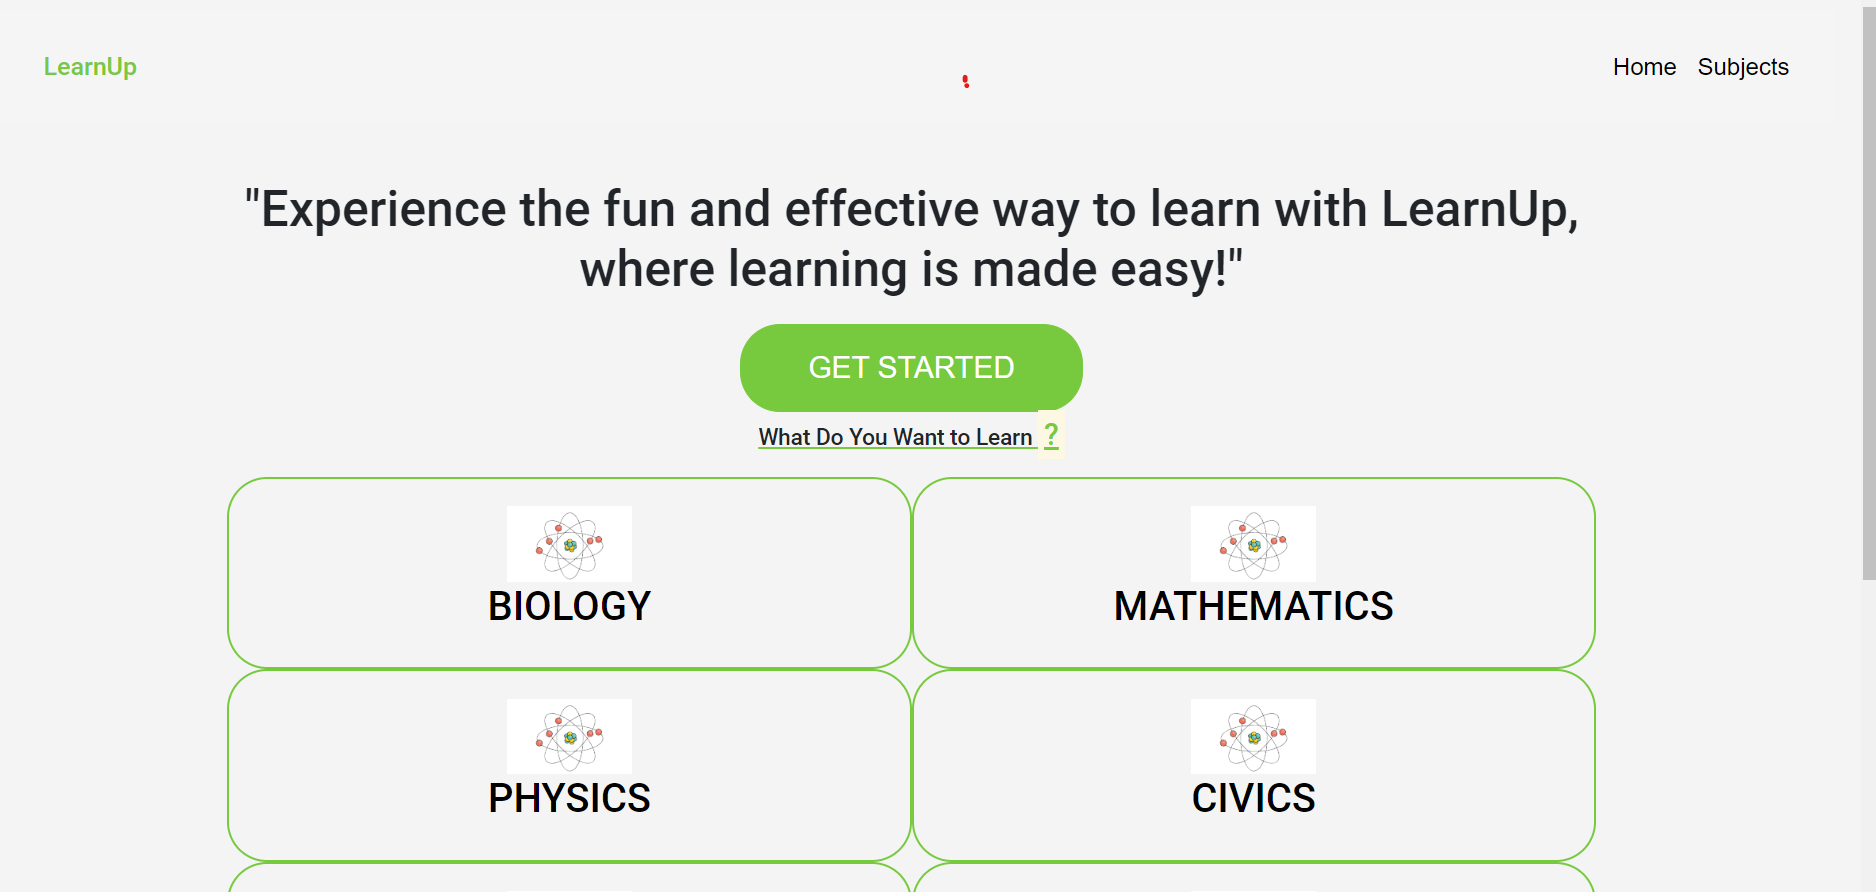 LearnUp
Home Subjects
"Experience the fun and effective way to learn with LearnUp,
where learning is made easy!"
GET STARTED
What Do You Want to Learn ?
BIOLOGY
MATHEMATICS
PHYSICS
CIVICS